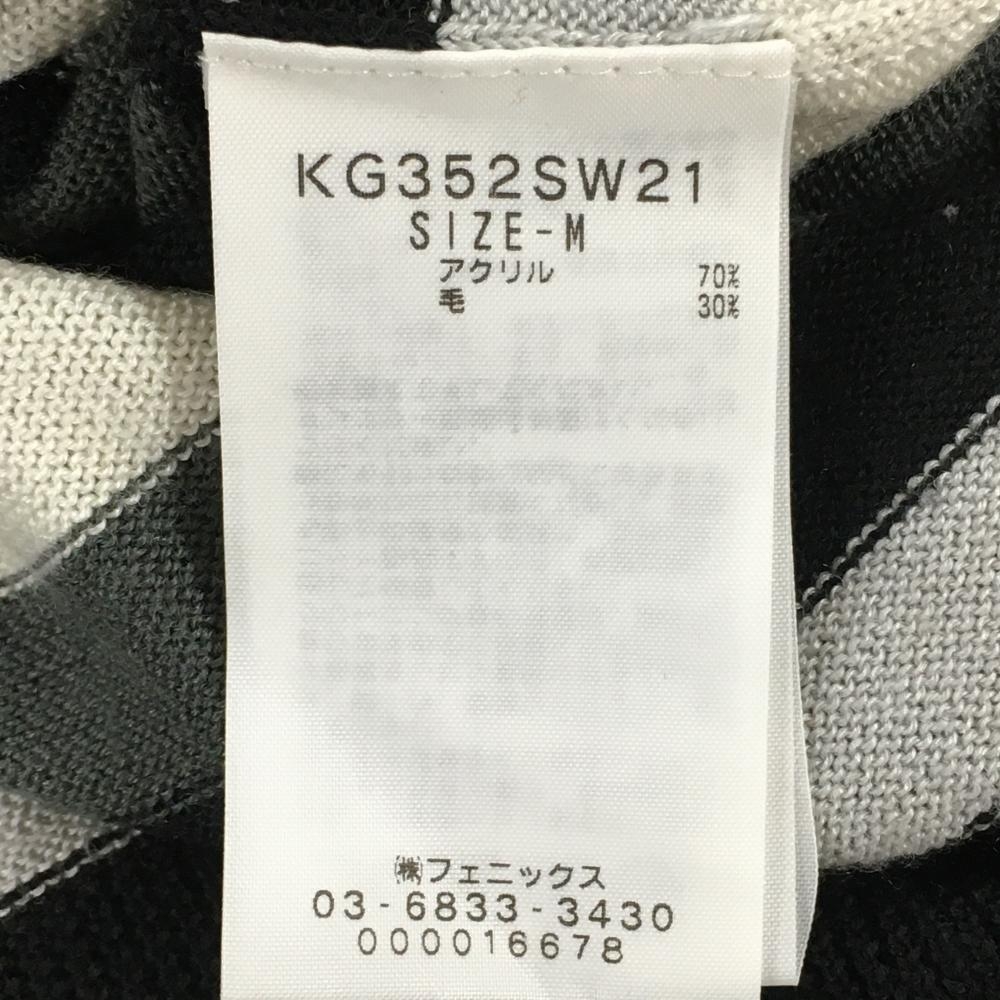 KG352SW21
SIZE-M
アクリル 70%
毛 30%
㈱フェニックス
03-6833-3430
000016678